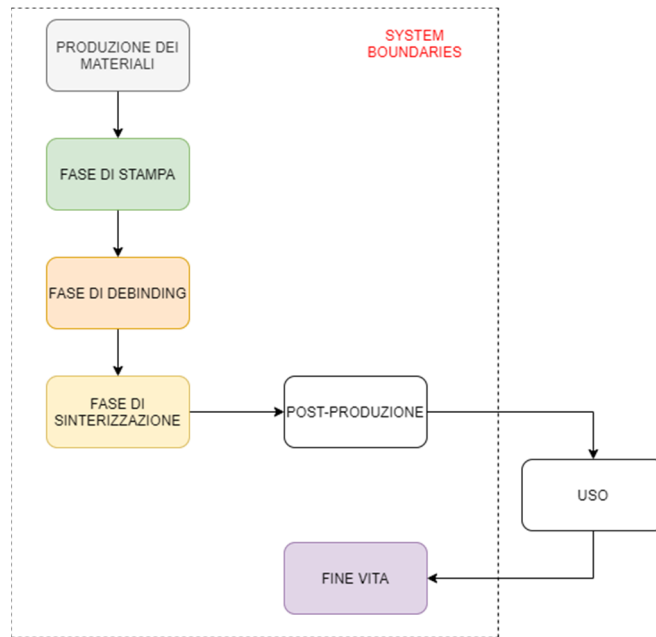 PRODUZIONE DEI
MATERIALI
SYSTEM
BOUNDARIES
FASE DI STAMPA
FASE DI DEBINDING
FASE DI
SINTERIZZAZIONE
POST-PRODUZIONE
USO
FINE VITA